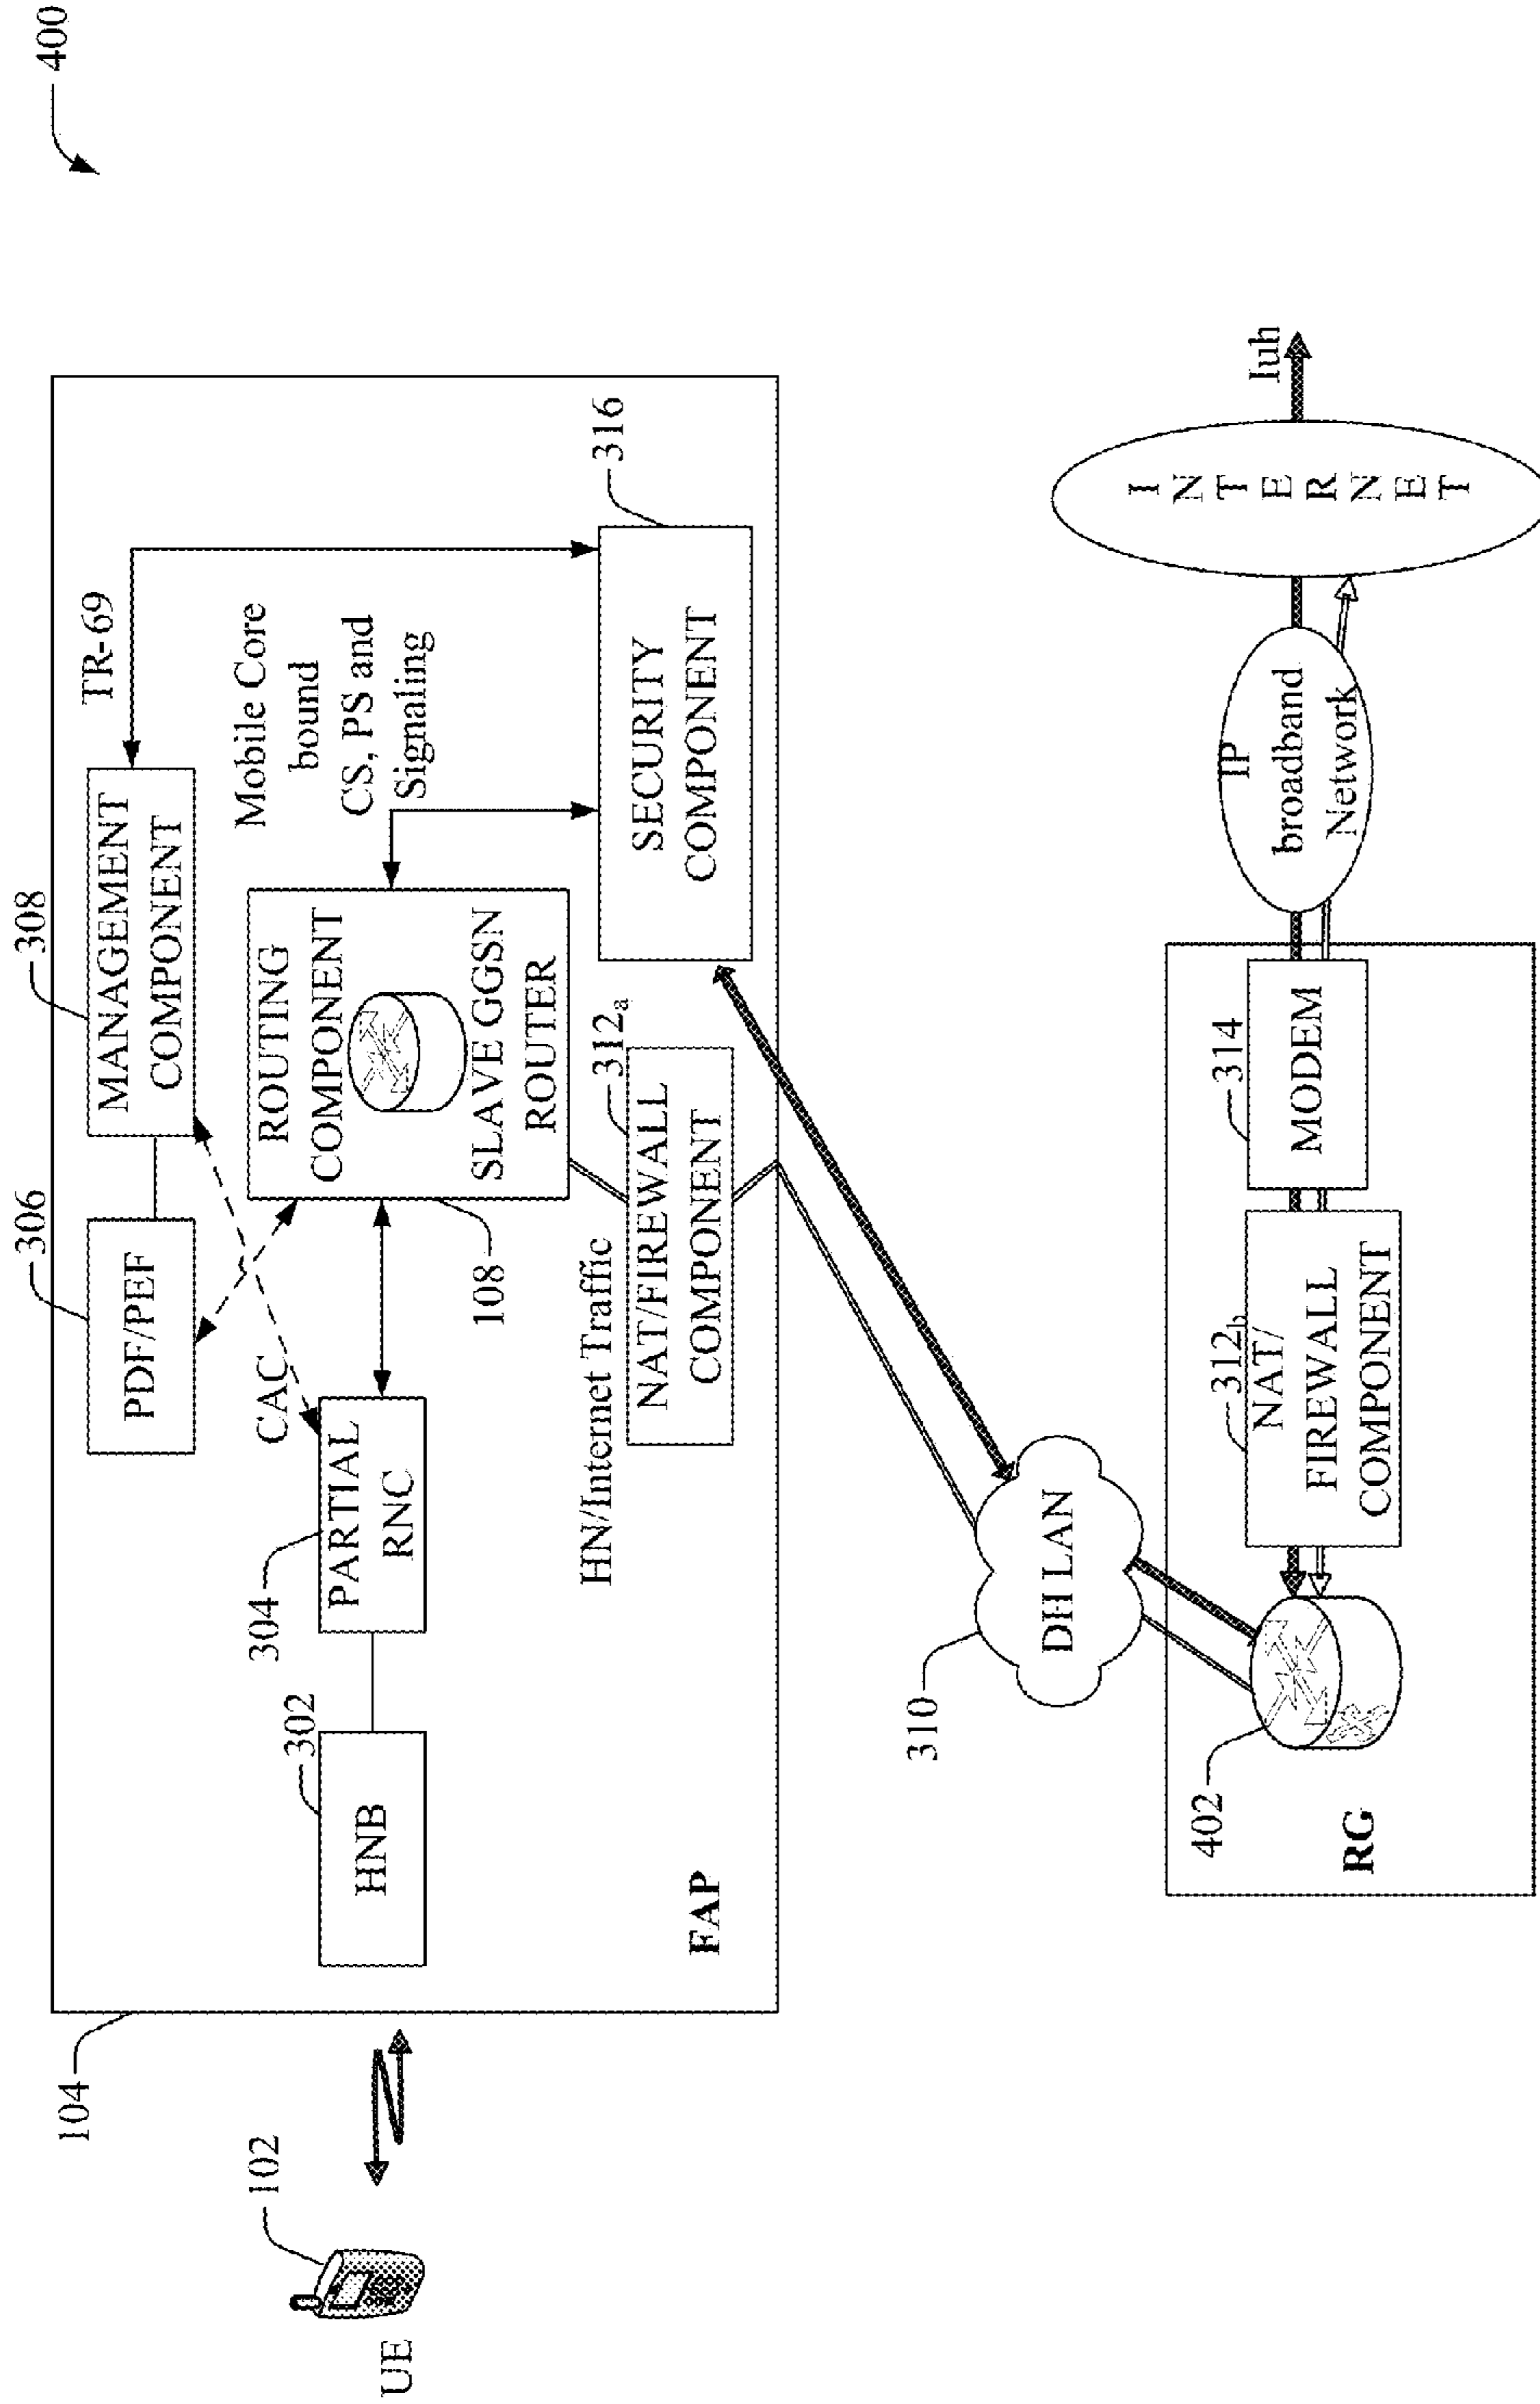 400
306
308
PDF/PEF
MANAGEMENT
COMPONENT
TR-69
CAC
104
102
UE
302
HNB
304
PARTIAL
RNC
108
ROUTING
COMPONENT
SLAVE GGSN
ROUTER
Mobile Core
bound
CS, PS and
Signaling
HN/Internet Traffic
312a
NAT/FIREWALL
COMPONENT
316
SECURITY
COMPONENT
FAP
310
DH LAN
402
RG
312b
NAT/
FIREWALL
COMPONENT
314
MODEM
IP
broadband
Network
I
N
T
E
R
N
E
T
Iuh